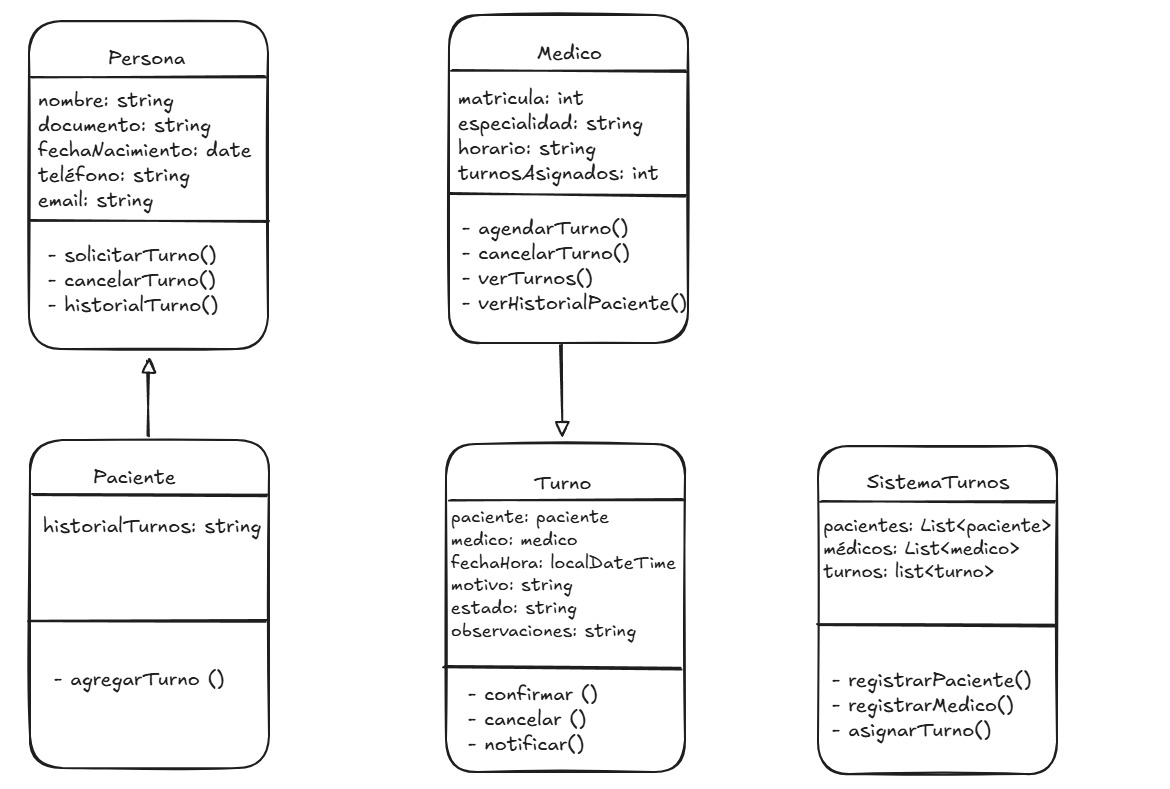 Persona
nombre: string
documento: string
fechaNacimiento: date
teléfono: string
email: string
- solicitarTurno()
- cancelarTurno()
- historialTurno()
Medico
matricula: int
especialidad: string
horario: string
turnosAsignados: int
- agendarTurno()
- cancelarTurno()
- verTurnos()
- verHistorialPaciente()
Paciente
historialTurnos: string
- agregarTurno ()
Turno
paciente: paciente
medico: medico
fechaHora: localDateTime
motivo: string
estado: string
observaciones: string
- confirmar ()
- cancelar ()
- notificar()
SistemaTurnos
pacientes: List<paciente>
médicos: List<medico>
turnos: list<turno>
- registrarPaciente()
- registrarMedico()
- asignarTurno()